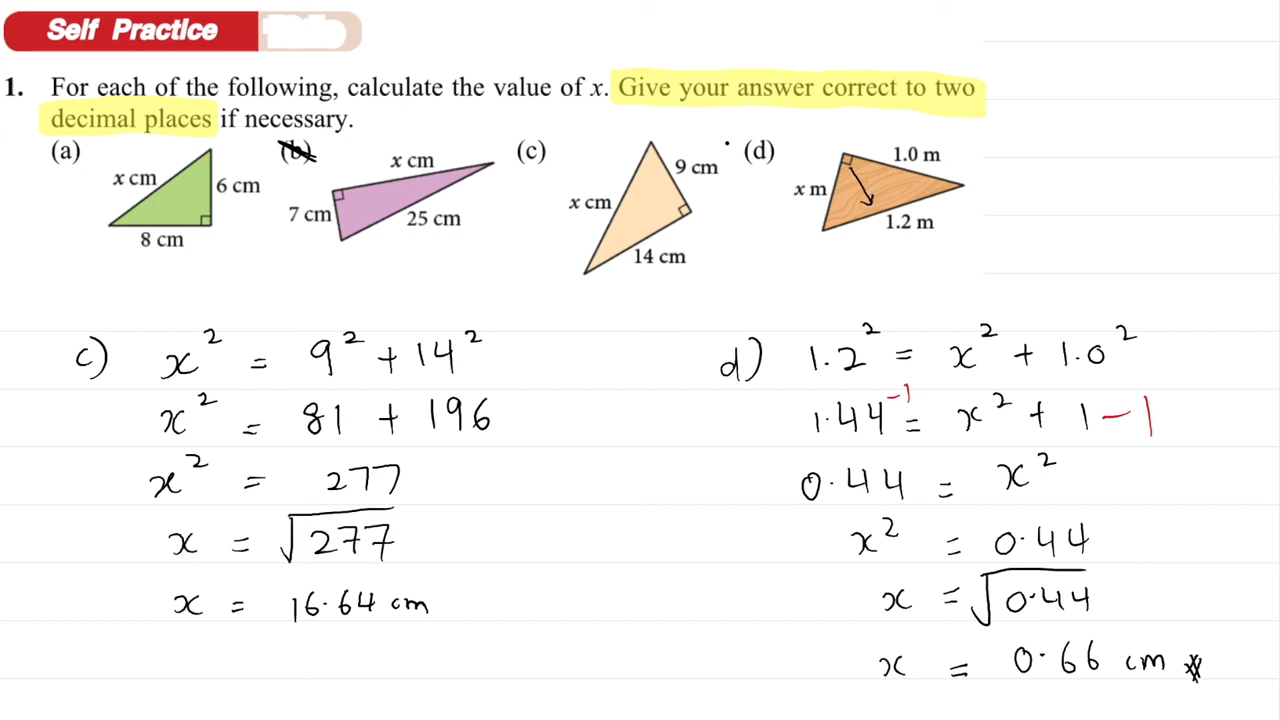 Self Practice
1. For each of the following, calculate the value of x. Give your answer correct to two
decimal places if necessary.
(a) (b) (c) (d)
x cm 6 cm 8 cm
x cm 7 cm 25 cm
9 cm x cm 14 cm
1.0 m x m 1.2 m
c) x² = 9² + 14²
x² = 81 + 196
x² = 277
x = √277
x = 16.64 cm
d) 1.2² = x² + 1.0²
1.44 -1 = x² + 1 - 1
0.44 = x²
x² = 0.44
x = √0.44
x = 0.66 cm